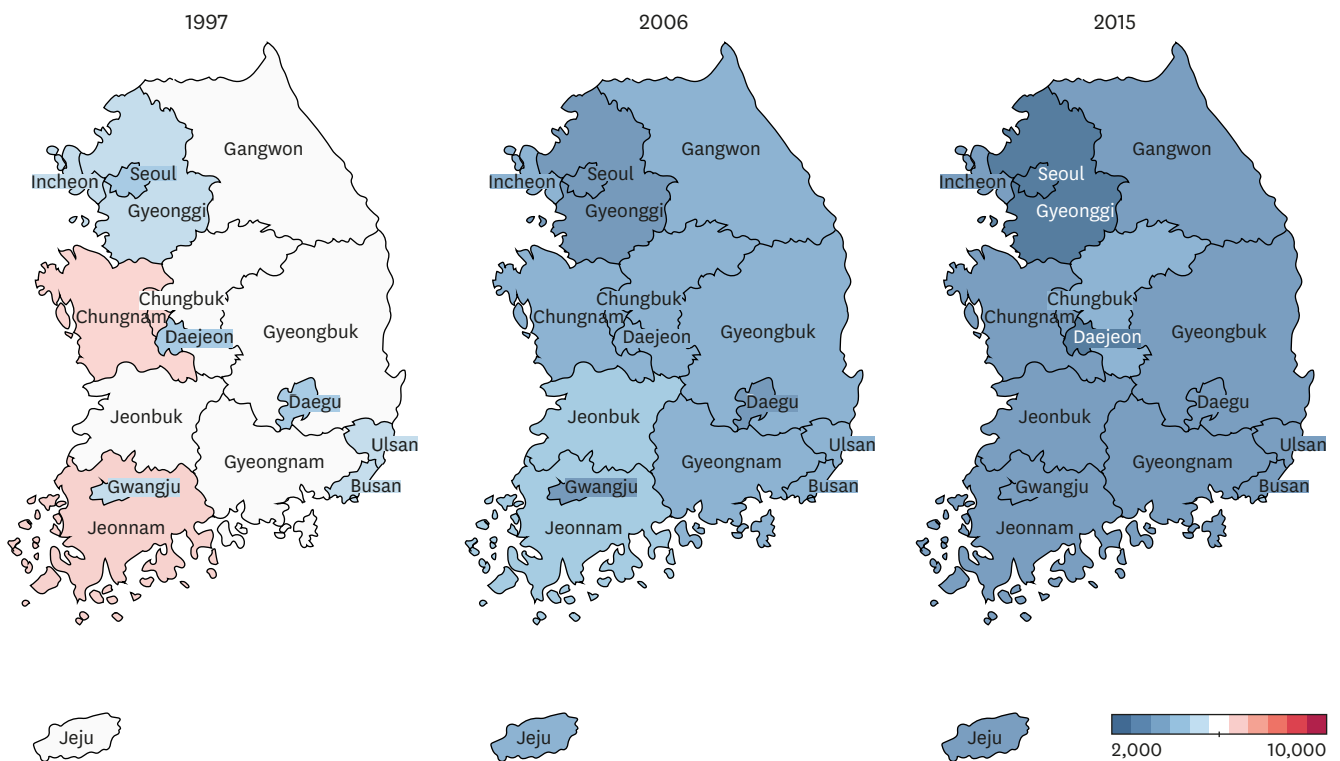 1997
Gangwon
Seoul
Incheon
Gyeonggi
Chungbuk
Chungnam
Daejeon
Gyeongbuk
Daegu
Jeonbuk
Ulsan
Gyeongnam
Gwangju
Busan
Jeonnam
Jeju
2006
Gangwon
Seoul
Incheon
Gyeonggi
Chungbuk
Chungnam
Daejeon
Gyeongbuk
Daegu
Jeonbuk
Ulsan
Gyeongnam
Gwangju
Busan
Jeonnam
Jeju
2015
Gangwon
Seoul
Incheon
Gyeonggi
Chungbuk
Chungnam
Daejeon
Gyeongbuk
Daegu
Jeonbuk
Ulsan
Gyeongnam
Gwangju
Busan
Jeonnam
Jeju
2,000 10,000